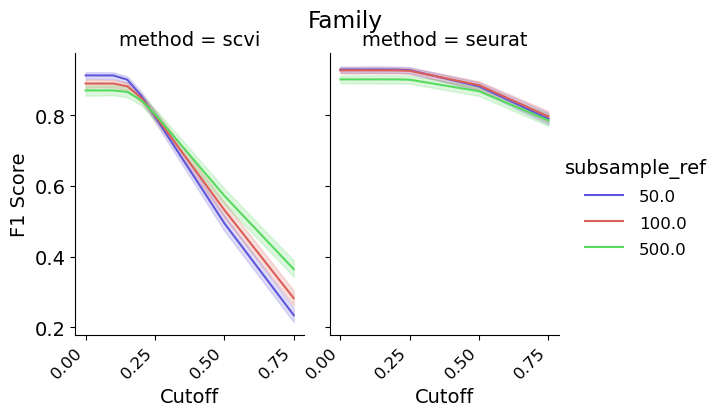 Family
method = scvi
method = seurat
F1 Score
0.8
0.6
0.4
0.2
0.00
0.25
0.50
0.75
Cutoff
0.00
0.25
0.50
0.75
Cutoff
subsample_ref
50.0
100.0
500.0